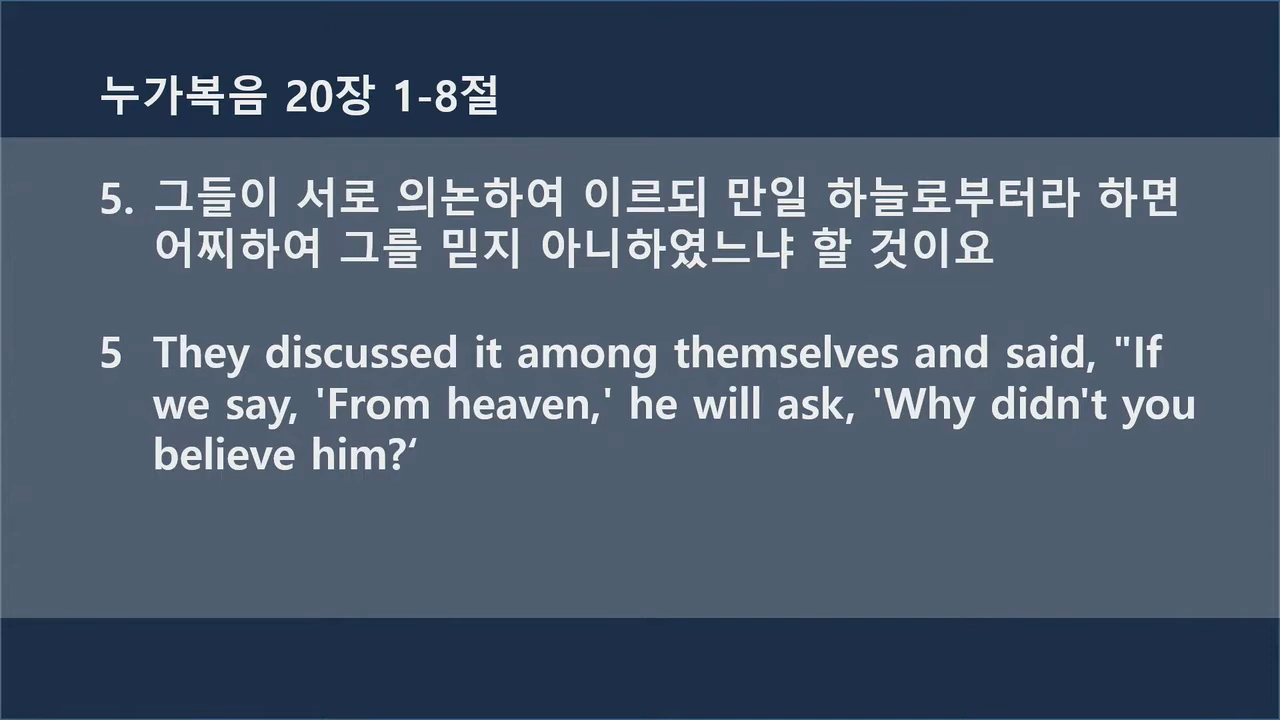 누가복음 20장 1-8절
5. 그들이 서로 의논하여 이르되 만일 하늘로부터라 하면
어찌하여 그를 믿지 아니하였느냐 할 것이요
5 They discussed it among themselves and said, "If
we say, 'From heaven,' he will ask, 'Why didn't you
believe him?‘